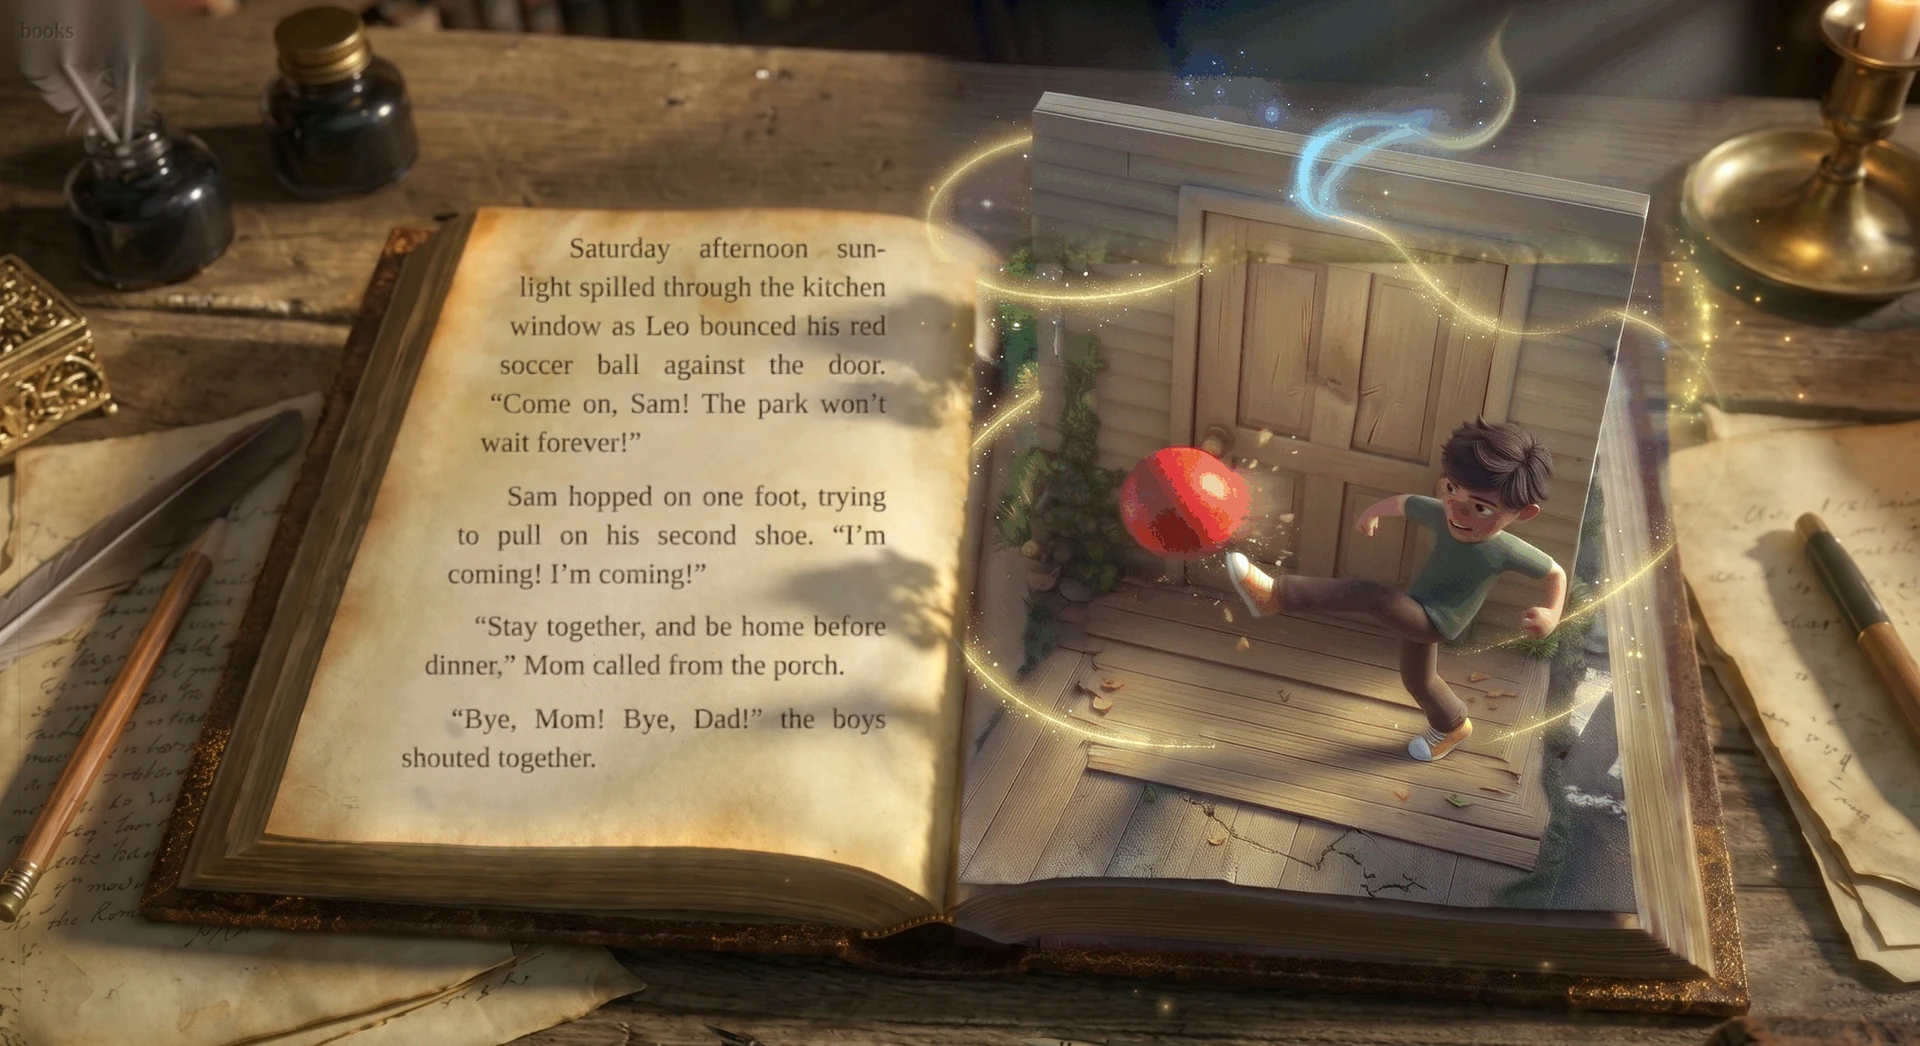 books
Saturday afternoon sun-
light spilled through the kitchen
window as Leo bounced his red
soccer ball against the door.
“Come on, Sam! The park won’t
wait forever!”
Sam hopped on one foot, trying
to pull on his second shoe. “I’m
coming! I’m coming!”
“Stay together, and be home before
dinner,” Mom called from the porch.
“Bye, Mom! Bye, Dad!” the boys
shouted together.